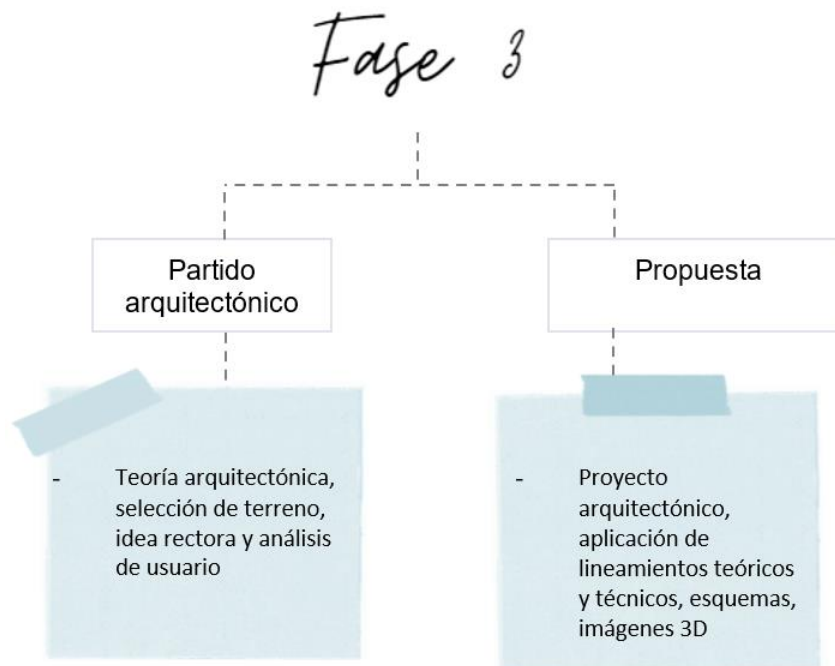 Fase 3
Partido
arquitectónico
Propuesta
- Teoría arquitectónica,
selección de terreno,
idea rectora y análisis
de usuario
- Proyecto
arquitectónico,
aplicación de
lineamientos teóricos
y técnicos, esquemas,
imágenes 3D